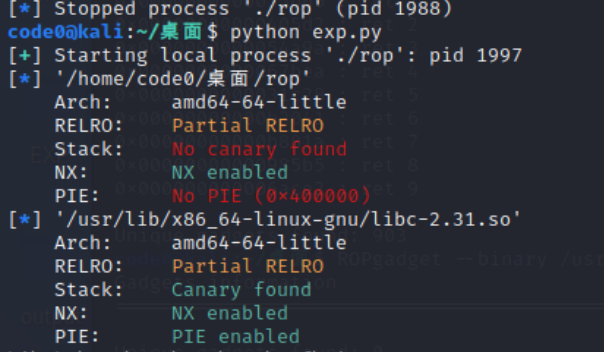 [*] Stopped process './rop' (pid 1988)
code0@kali:~/桌面$ python exp.py
[+] Starting local process './rop': pid 1997
[*] '/home/code0/桌面/rop'
    Arch:     amd64-64-little
    RELRO:    Partial RELRO
    Stack:    No canary found
    NX:       NX enabled
    PIE:      No PIE (0×400000)
[*] '/usr/lib/x86_64-linux-gnu/libc-2.31.so'
    Arch:     amd64-64-little
    RELRO:    Partial RELRO
    Stack:    Canary found
    NX:       NX enabled
    PIE:      PIE enabled